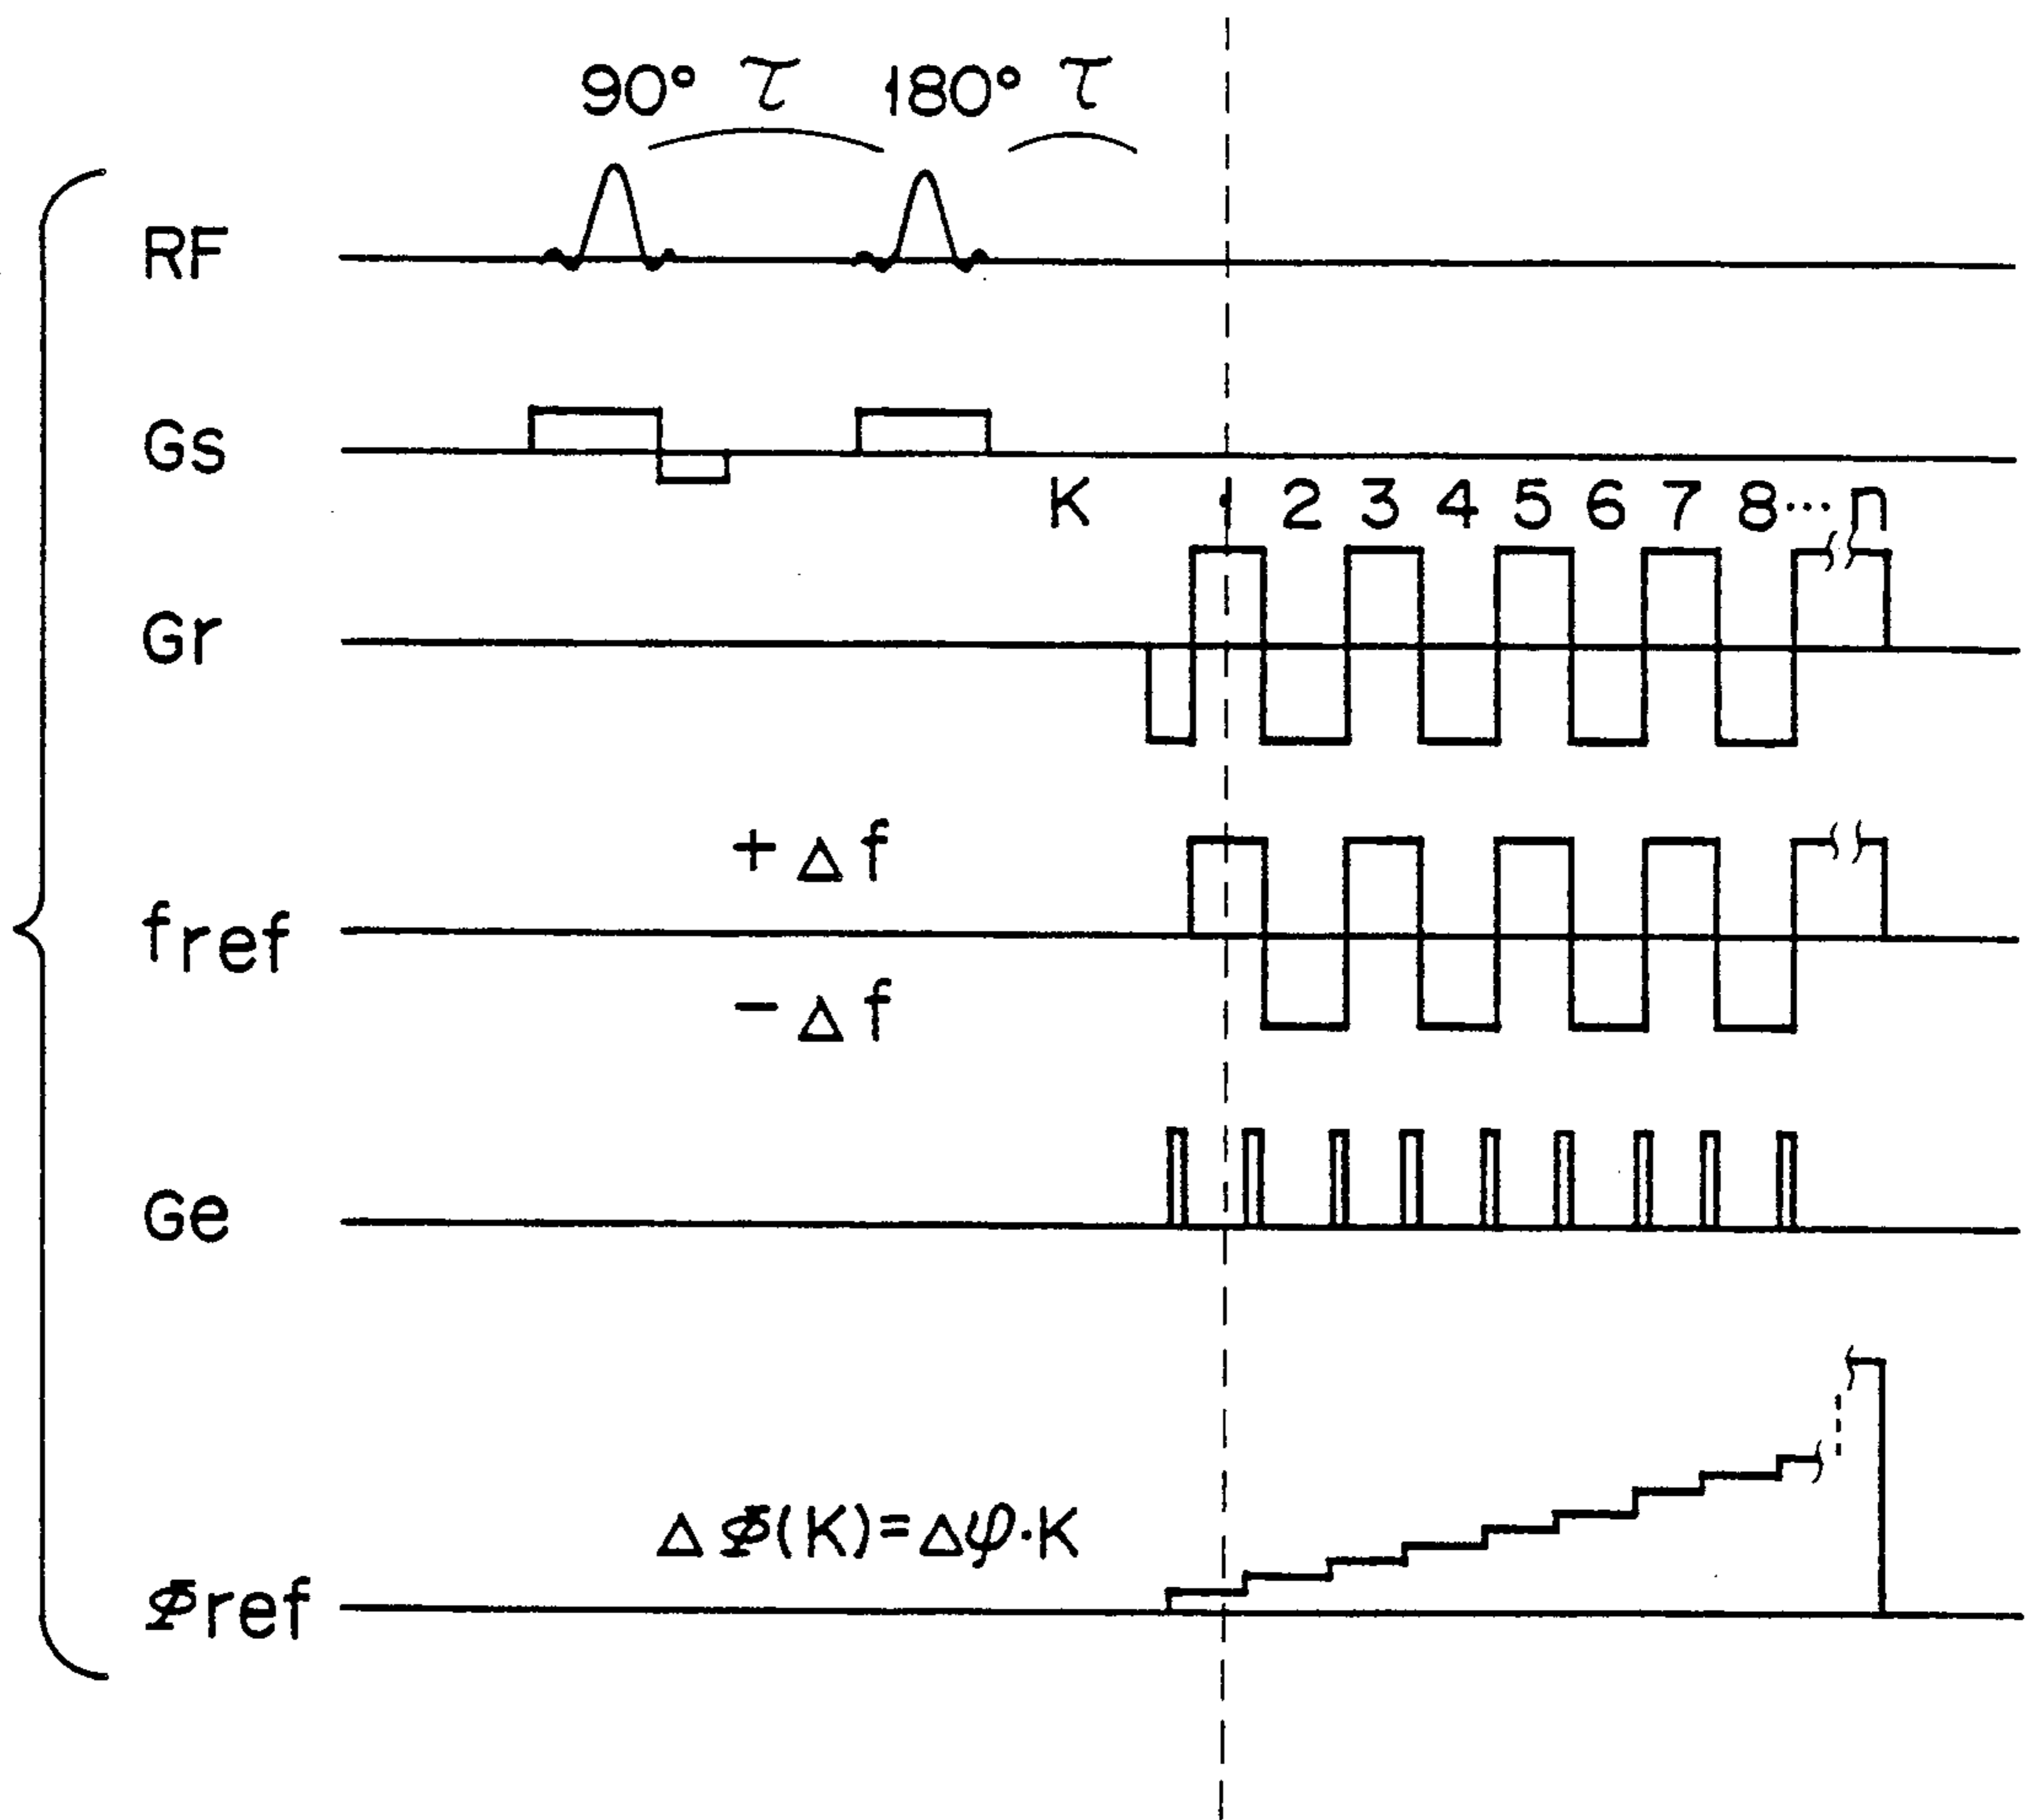 90° τ 180° τ
RF
Gs
K 1 2 3 4 5 6 7 8··· n
Gr
+Δf
fref
-Δf
Ge
ΔΦ(K)=Δφ·K
Φref